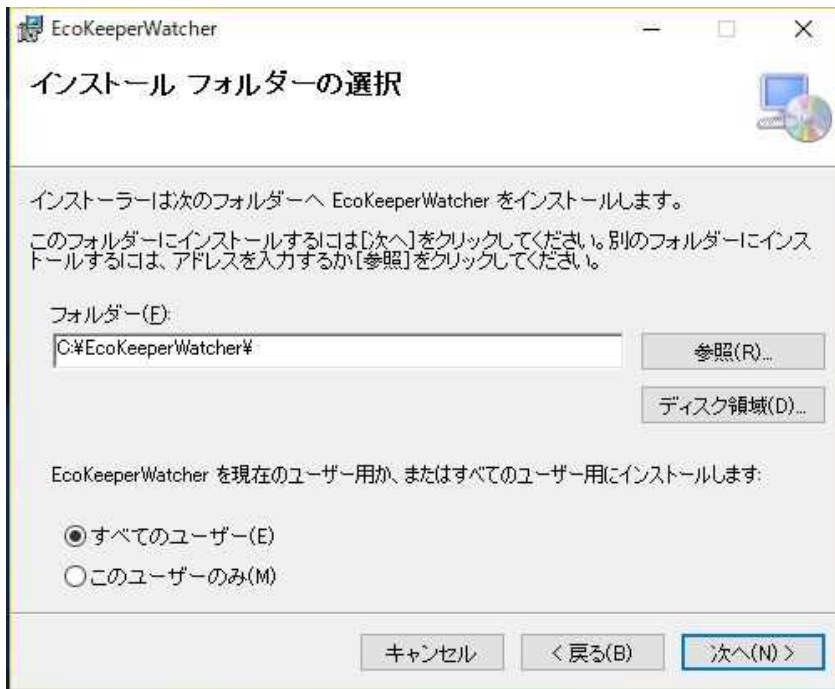 EcoKeeperWatcher
インストール フォルダーの選択
インストーラーは次のフォルダーへ EcoKeeperWatcher をインストールします。
このフォルダーにインストールするには[次へ]をクリックしてください。別のフォルダーにインス
トールするには、アドレスを入力するか[参照]をクリックしてください。
フォルダー(F):
C:¥EcoKeeperWatcher¥
参照(R)...
ディスク領域(D)...
EcoKeeperWatcher を現在のユーザー用か、またはすべてのユーザー用にインストールします:
すべてのユーザー(E)
このユーザーのみ(M)
キャンセル
< 戻る(B)
次へ(N) >